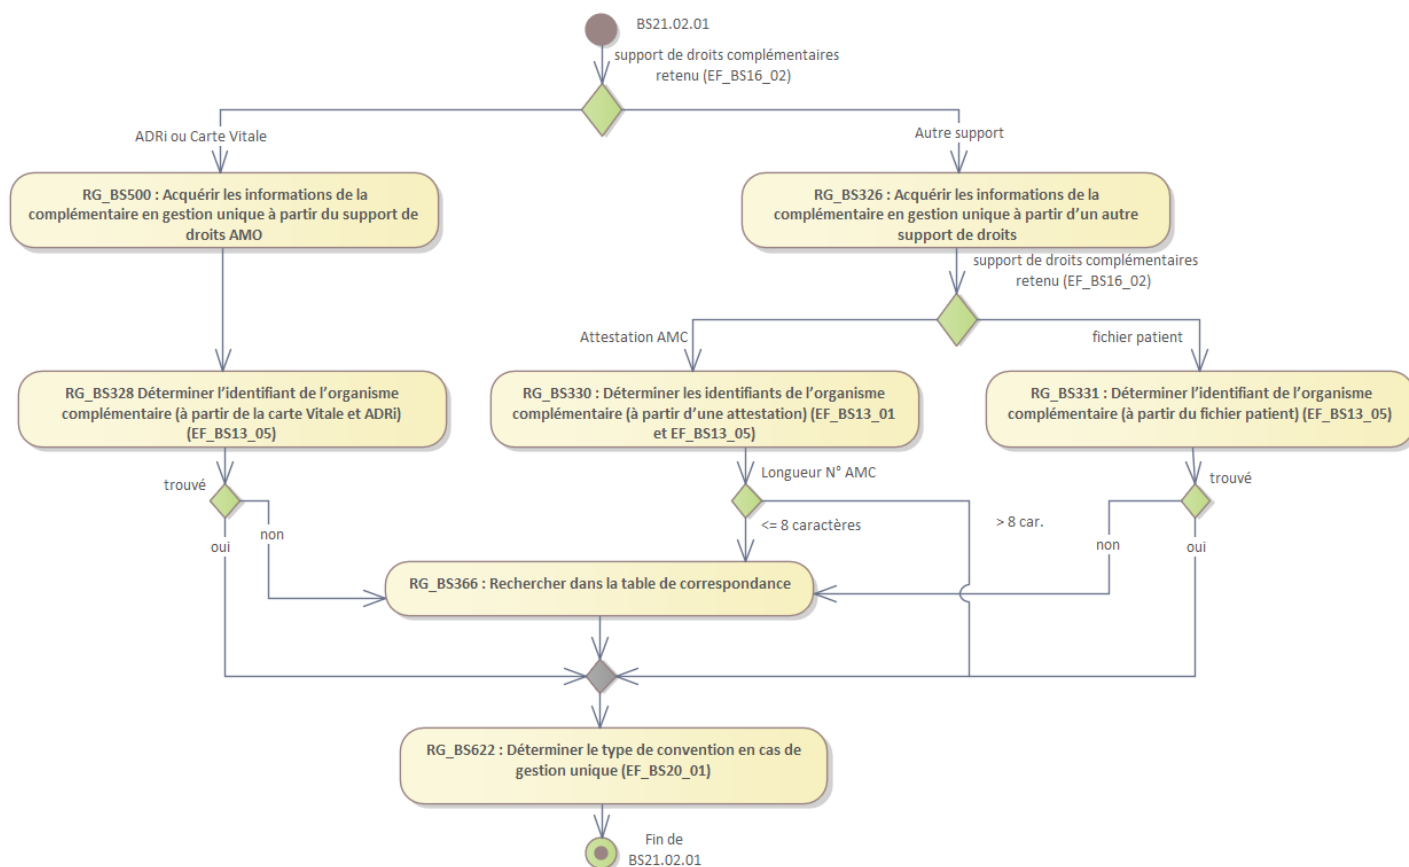 BS21.02.01
support de droits complémentaires
retenu (EF_BS16_02)
ADRi ou Carte Vitale
Autre support
RG_BS500 : Acquérir les informations de la
complémentaire en gestion unique à partir du support de
droits AMO
RG_BS326 : Acquérir les informations de la
complémentaire en gestion unique à partir d'un autre
support de droits
support de droits complémentaires
retenu (EF_BS16_02)
Attestation AMC
fichier patient
RG_BS328 Déterminer l'identifiant de l'organisme
complémentaire (à partir de la carte Vitale et ADRi)
(EF_BS13_05)
RG_BS330 : Déterminer les identifiants de l'organisme
complémentaire (à partir d'une attestation) (EF_BS13_01
et EF_BS13_05)
RG_BS331 : Déterminer l'identifiant de l'organisme
complémentaire (à partir du fichier patient) (EF_BS13_05)
trouvé
Longueur N° AMC
trouvé
oui
non
<= 8 caractères
> 8 car.
non
oui
RG_BS366 : Rechercher dans la table de correspondance
RG_BS622 : Déterminer le type de convention en cas de
gestion unique (EF_BS20_01)
Fin de
BS21.02.01